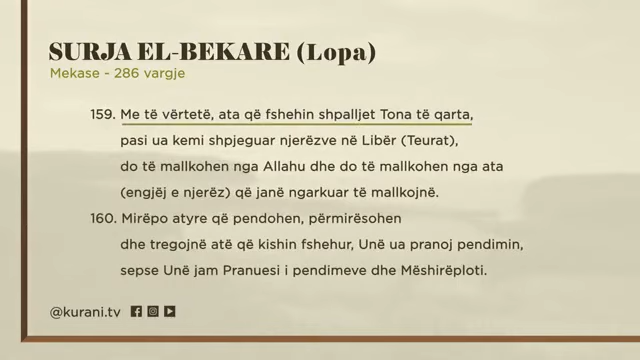 SURJA EL-BEKARE (Lopa)
Mekase - 286 vargje
159. Me të vërtetë, ata që fshehin shpalljet Tona të qarta,
pasi ua kemi shpjeguar njerëzve në Libër (Teurat),
do të mallkohen nga Allahu dhe do të mallkohen nga ata
(engjëj e njerëz) që janë ngarkuar të mallkojnë.
160. Mirëpo atyre që pendohen, përmirësohen
dhe tregojnë atë që kishin fshehur, Unë ua pranoj pendimin,
sepse Unë jam Pranuesi i pendimeve dhe Mëshirëploti.
@kurani.tv